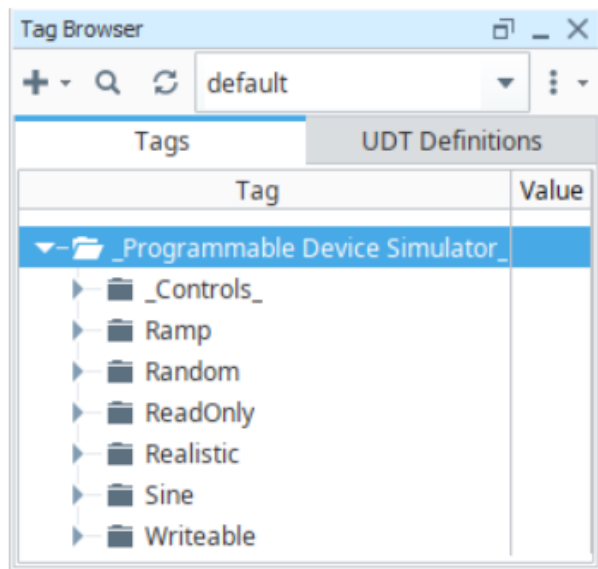 Tag Browser
default
Tags UDT Definitions
Tag Value
_Programmable Device Simulator_
_Controls_
Ramp
Random
ReadOnly
Realistic
Sine
Writeable